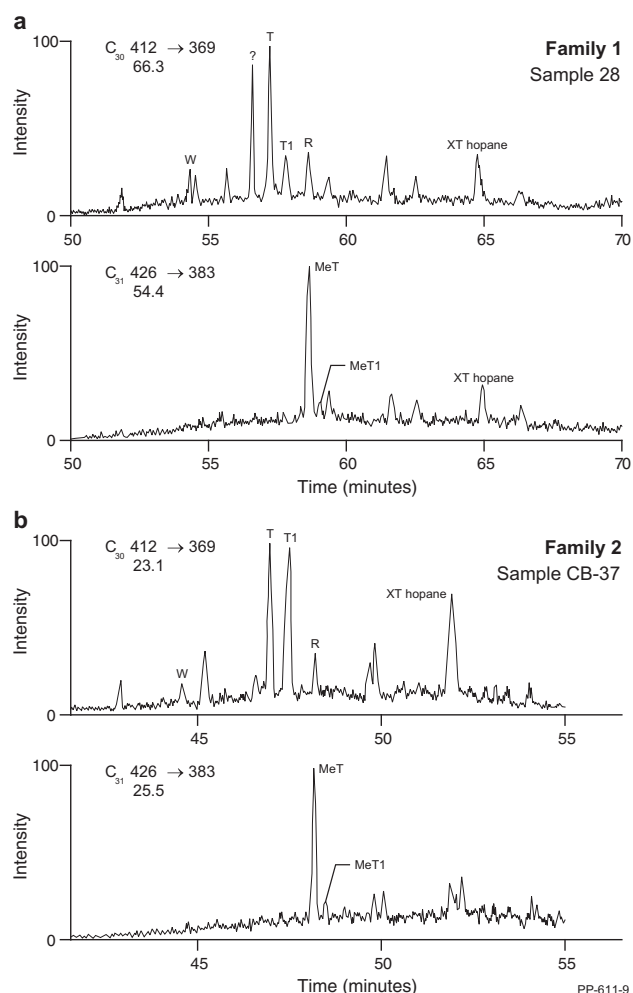 a
C30 412 → 369
66.3
Family 1
Sample 28
100
0
Intensity
W
?
T
T1
R
XT hopane
50 55 60 65 70
C31 426 → 383
54.4
100
0
Intensity
MeT
MeT1
XT hopane
50 55 60 65 70
Time (minutes)
b
C30 412 → 369
23.1
Family 2
Sample CB-37
100
0
Intensity
W
T
T1
R
XT hopane
45 50 55
C31 426 → 383
25.5
100
0
Intensity
MeT
MeT1
45 50 55
Time (minutes)
PP-611-9